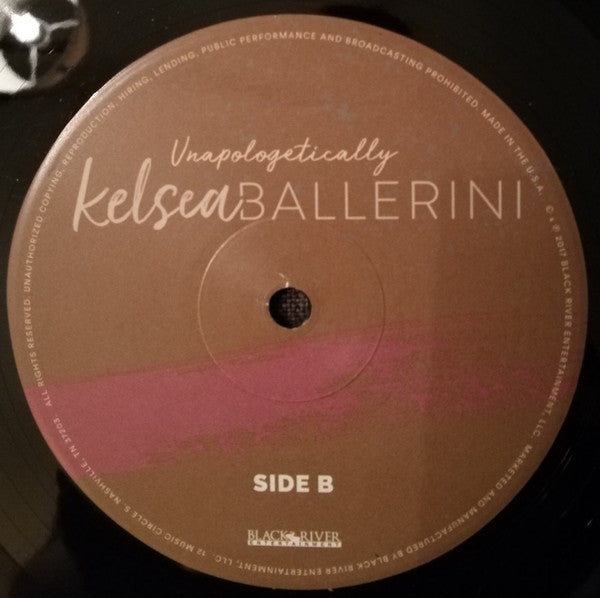 UNAUTHORIZED COPYING, REPRODUCTION, HIRING, LENDING, PUBLIC PERFORMANCE AND BROADCASTING PROHIBITED. MADE IN THE U.S.A. © + ℗ 2017 BLACK RIVER ENTERTAINMENT, LLC. MARKETED AND MANUFACTURED BY BLACK RIVER ENTERTAINMENT, LLC. 12 MUSIC CIRCLE S, NASHVILLE, TN 37203. ALL RIGHTS RESERVED.
Unapologetically
kelsea BALLERINI
SIDE B
BLACK RIVER
ENTERTAINMENT